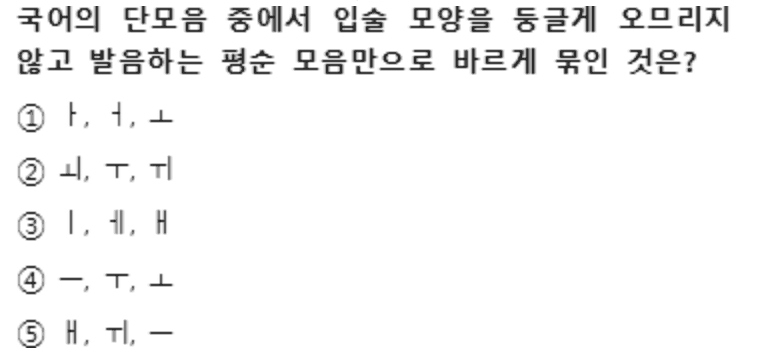 국어의 단모음 중에서 입술 모양을 둥글게 오므리지
않고 발음하는 평순 모음만으로 바르게 묶인 것은?
① ㅏ, ㅓ, ㅗ
② ㅚ, ㅜ, ㅟ
③ ㅣ, ㅔ, ㅐ
④ ㅡ, ㅜ, ㅗ
⑤ ㅐ, ㅟ, ㅡ